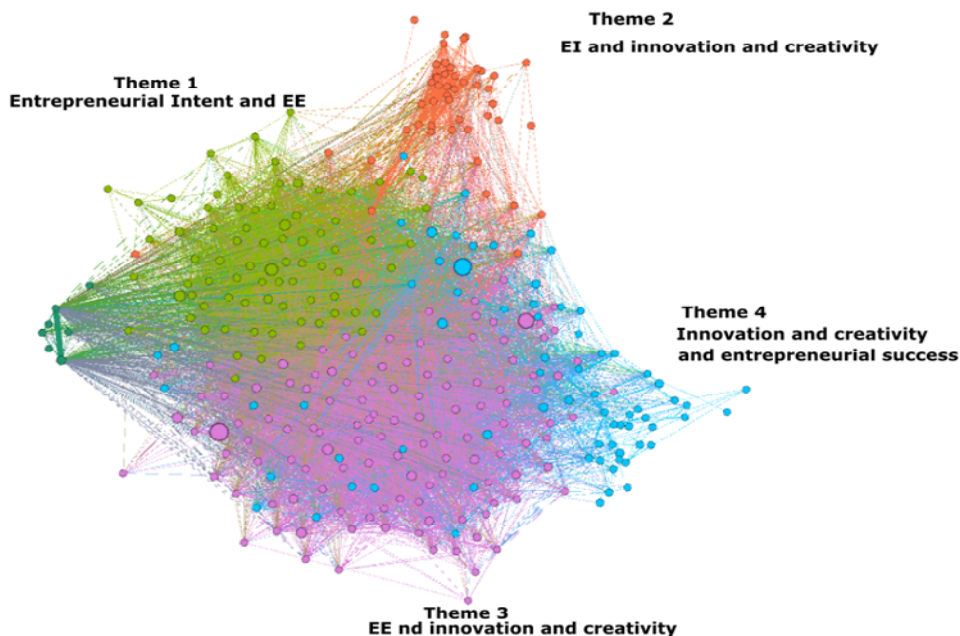 Theme 2
EI and innovation and creativity
Theme 1
Entrepreneurial Intent and EE
Theme 4
Innovation and creativity
and entrepreneurial success
Theme 3
EE nd innovation and creativity